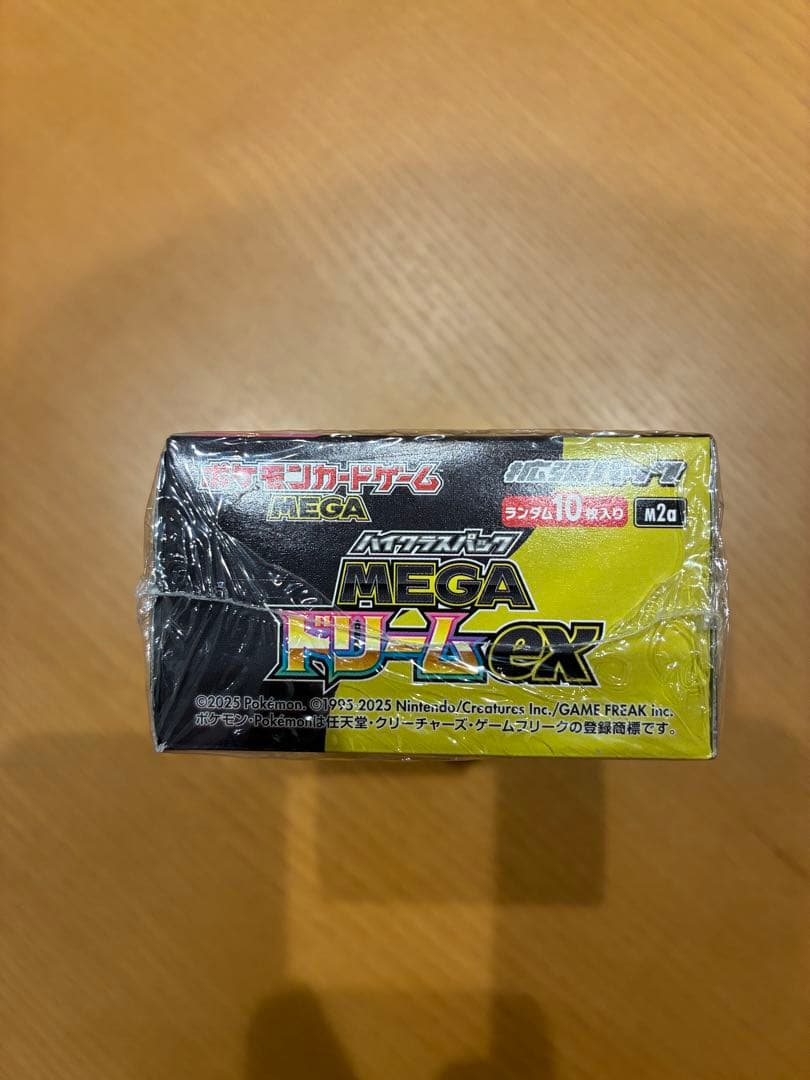 ポケモンカードゲーム
MEGA
拡張パック
ランダム10枚入り
M2a
ハイクラスパック
MEGA
ドリームex
©2025 Pokémon. ©1995-2025 Nintendo/Creatures Inc./GAME FREAK inc.
ポケモン・Pokémonは任天堂・クリーチャーズ・ゲームフリークの登録商標です。